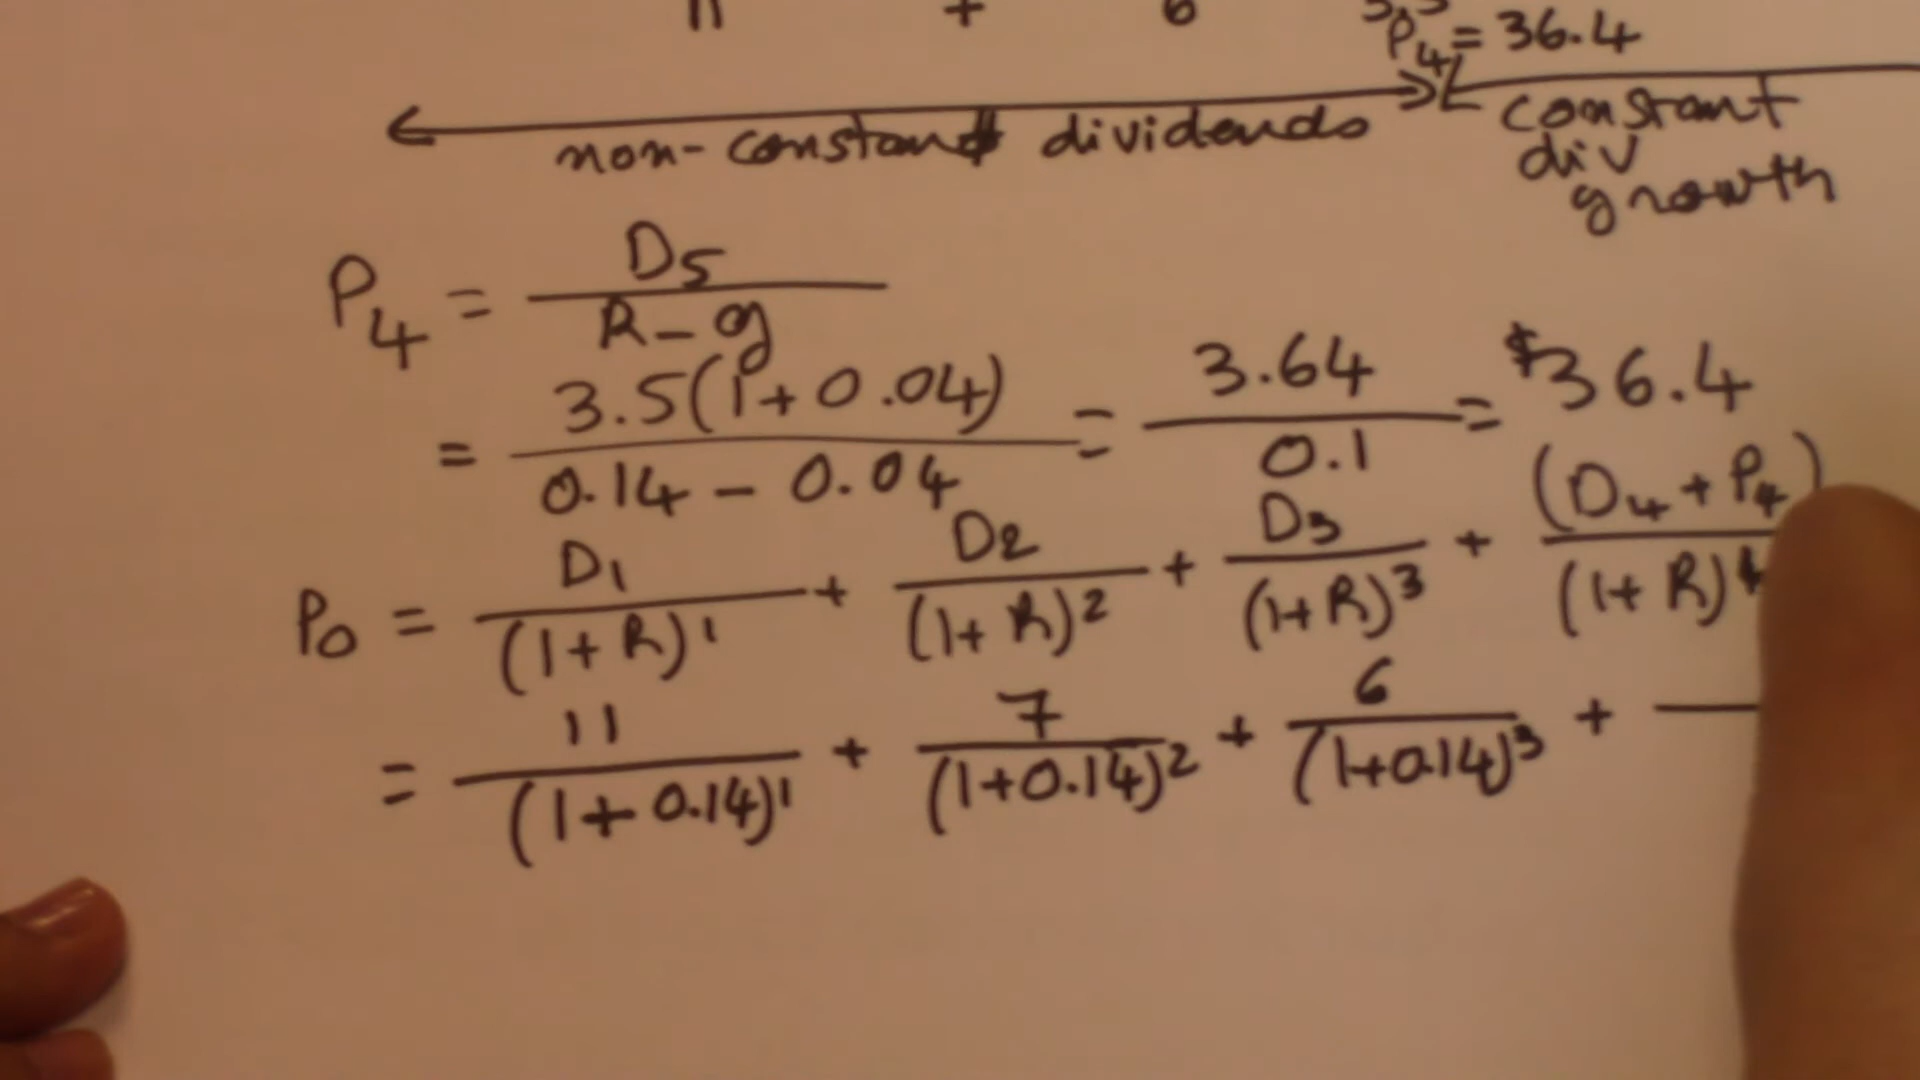 11 7 6 3.5
P4 = 36.4
non-constant dividends
constant
div
growth
P4 = D5 / R-g
= 3.5(1+0.04) / 0.14 - 0.04 = 3.64 / 0.1 = $36.4
P0 = D1 / (1+R)^1 + D2 / (1+R)^2 + D3 / (1+R)^3 + (D4+P4) / (1+R)^4
= 11 / (1+0.14)^1 + 7 / (1+0.14)^2 + 6 / (1+0.14)^3 +